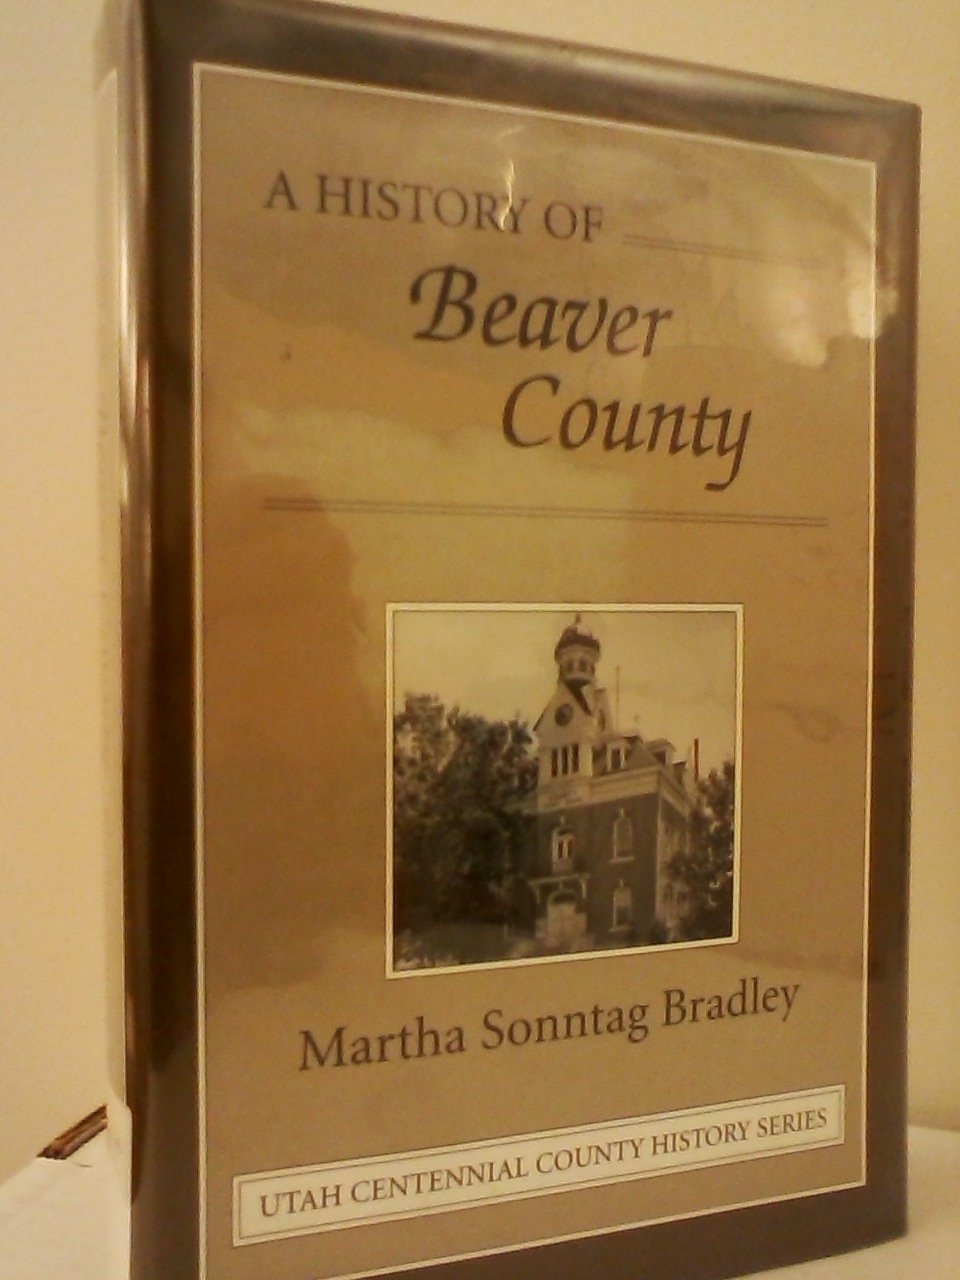 A HISTORY OF
Beaver
County
Martha Sonntag Bradley
UTAH CENTENNIAL COUNTY HISTORY SERIES